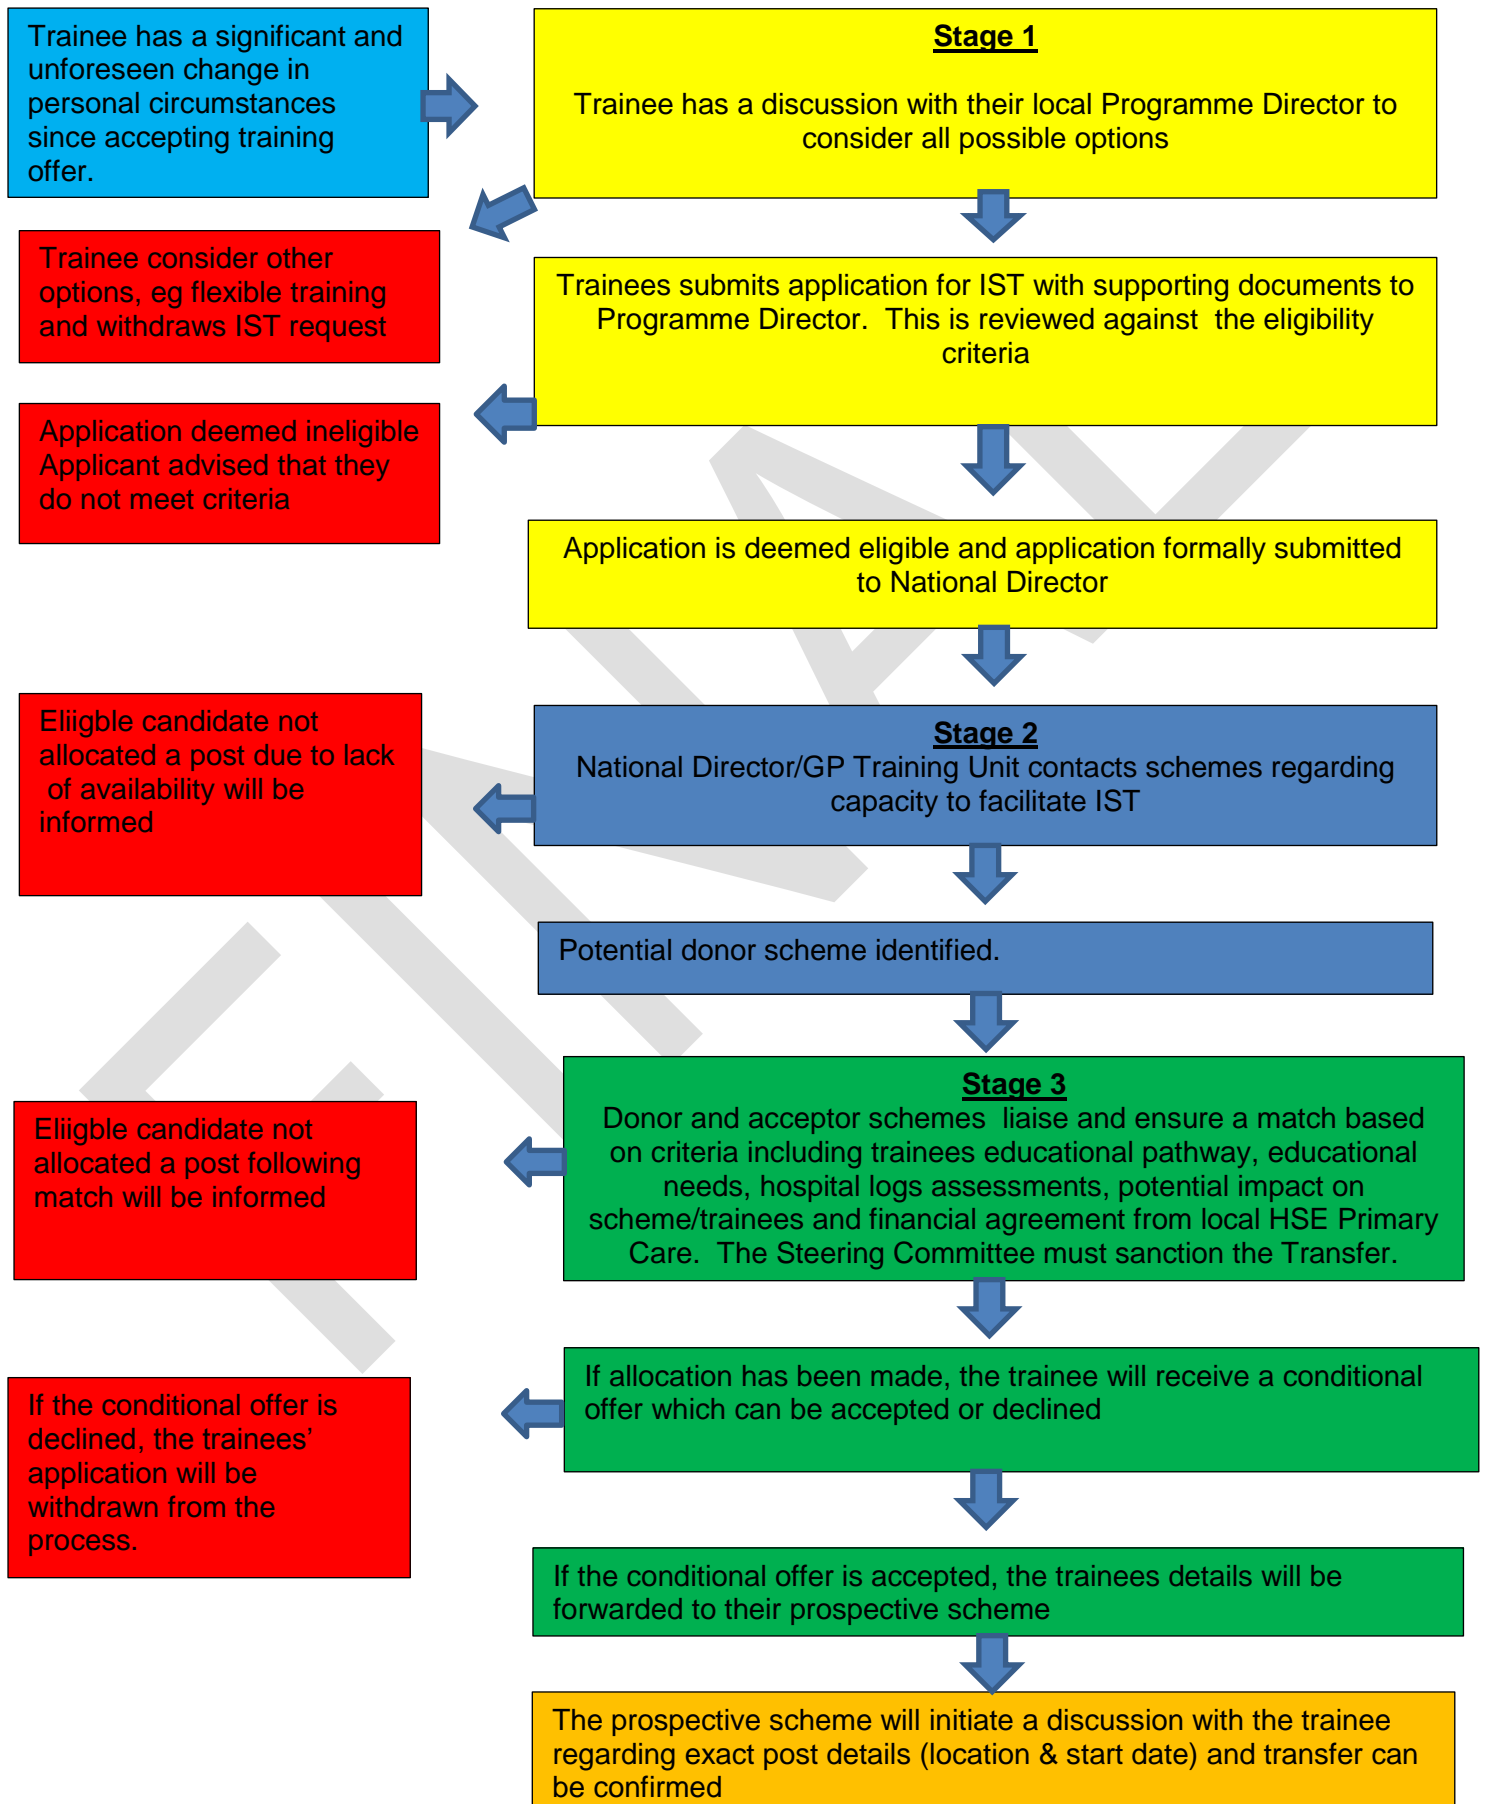 Trainee has a significant and
unforeseen change in
personal circumstances
since accepting training
offer.
Stage 1
Trainee has a discussion with their local Programme Director to
consider all possible options
Trainee consider other
options, eg flexible training
and withdraws IST request
Trainees submits application for IST with supporting documents to
Programme Director. This is reviewed against the eligibility
criteria
Application deemed ineligible
Applicant advised that they
do not meet criteria
Application is deemed eligible and application formally submitted
to National Director
Eliigble candidate not
allocated a post due to lack
of availability will be
informed
Stage 2
National Director/GP Training Unit contacts schemes regarding
capacity to facilitate IST
Potential donor scheme identified.
Stage 3
Donor and acceptor schemes liaise and ensure a match based
on criteria including trainees educational pathway, educational
needs, hospital logs assessments, potential impact on
scheme/trainees and financial agreement from local HSE Primary
Care. The Steering Committee must sanction the Transfer.
Eliigble candidate not
allocated a post following
match will be informed
If allocation has been made, the trainee will receive a conditional
offer which can be accepted or declined
If the conditional offer is
declined, the trainees’
application will be
withdrawn from the
process.
If the conditional offer is accepted, the trainees details will be
forwarded to their prospective scheme
The prospective scheme will initiate a discussion with the trainee
regarding exact post details (location & start date) and transfer can
be confirmed
FINAL